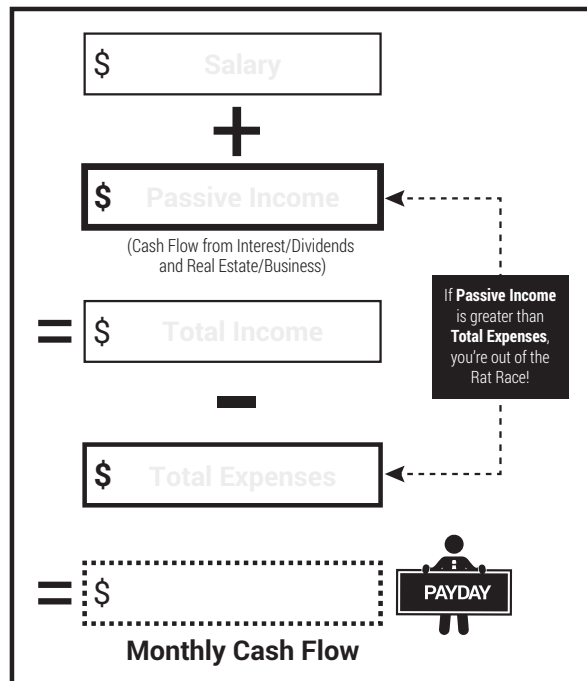 $ Salary
+
$ Passive Income
(Cash Flow from Interest/Dividends
and Real Estate/Business)
= $ Total Income
-
$ Total Expenses
= $
Monthly Cash Flow
If Passive Income
is greater than
Total Expenses,
you're out of the
Rat Race!
PAYDAY